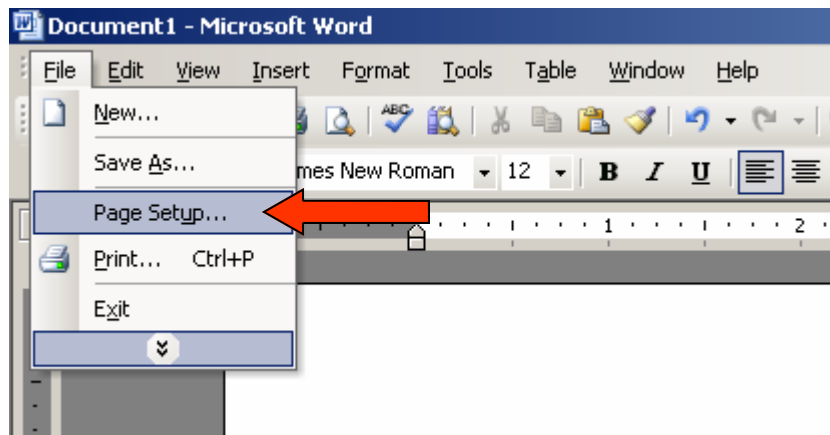 Document1 - Microsoft Word
File Edit View Insert Format Tools Table Window Help
New...
ABC
Save As...
mes New Roman 12 B I U
Page Setup...
1 2
Print... Ctrl+P
Exit